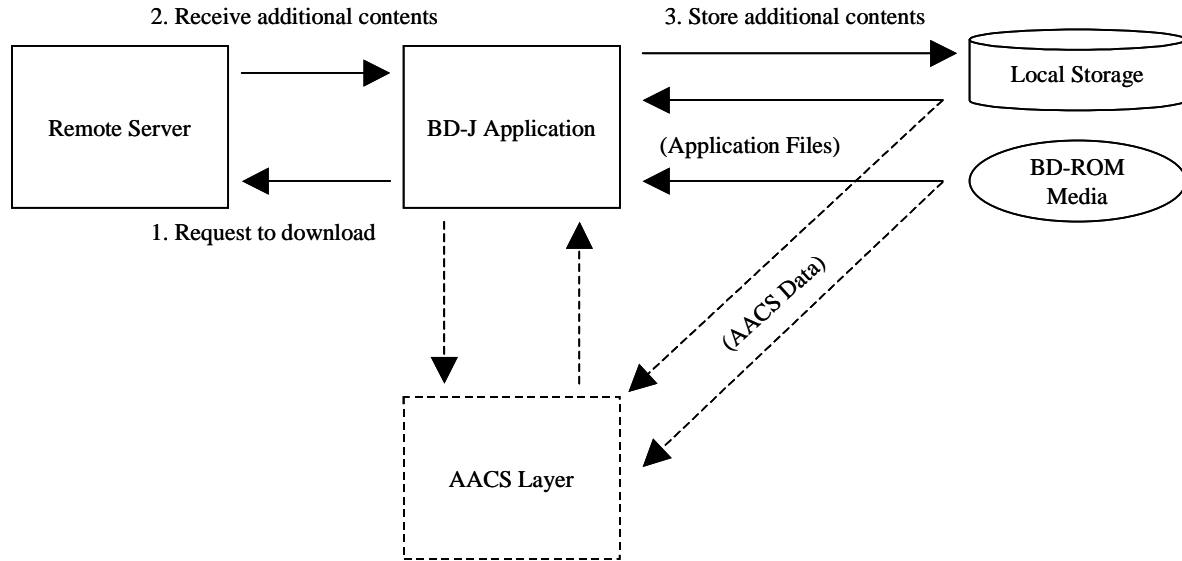 2. Receive additional contents
3. Store additional contents
Remote Server
BD-J Application
Local Storage
(Application Files)
BD-ROM
Media
1. Request to download
(AACS Data)
AACS Layer